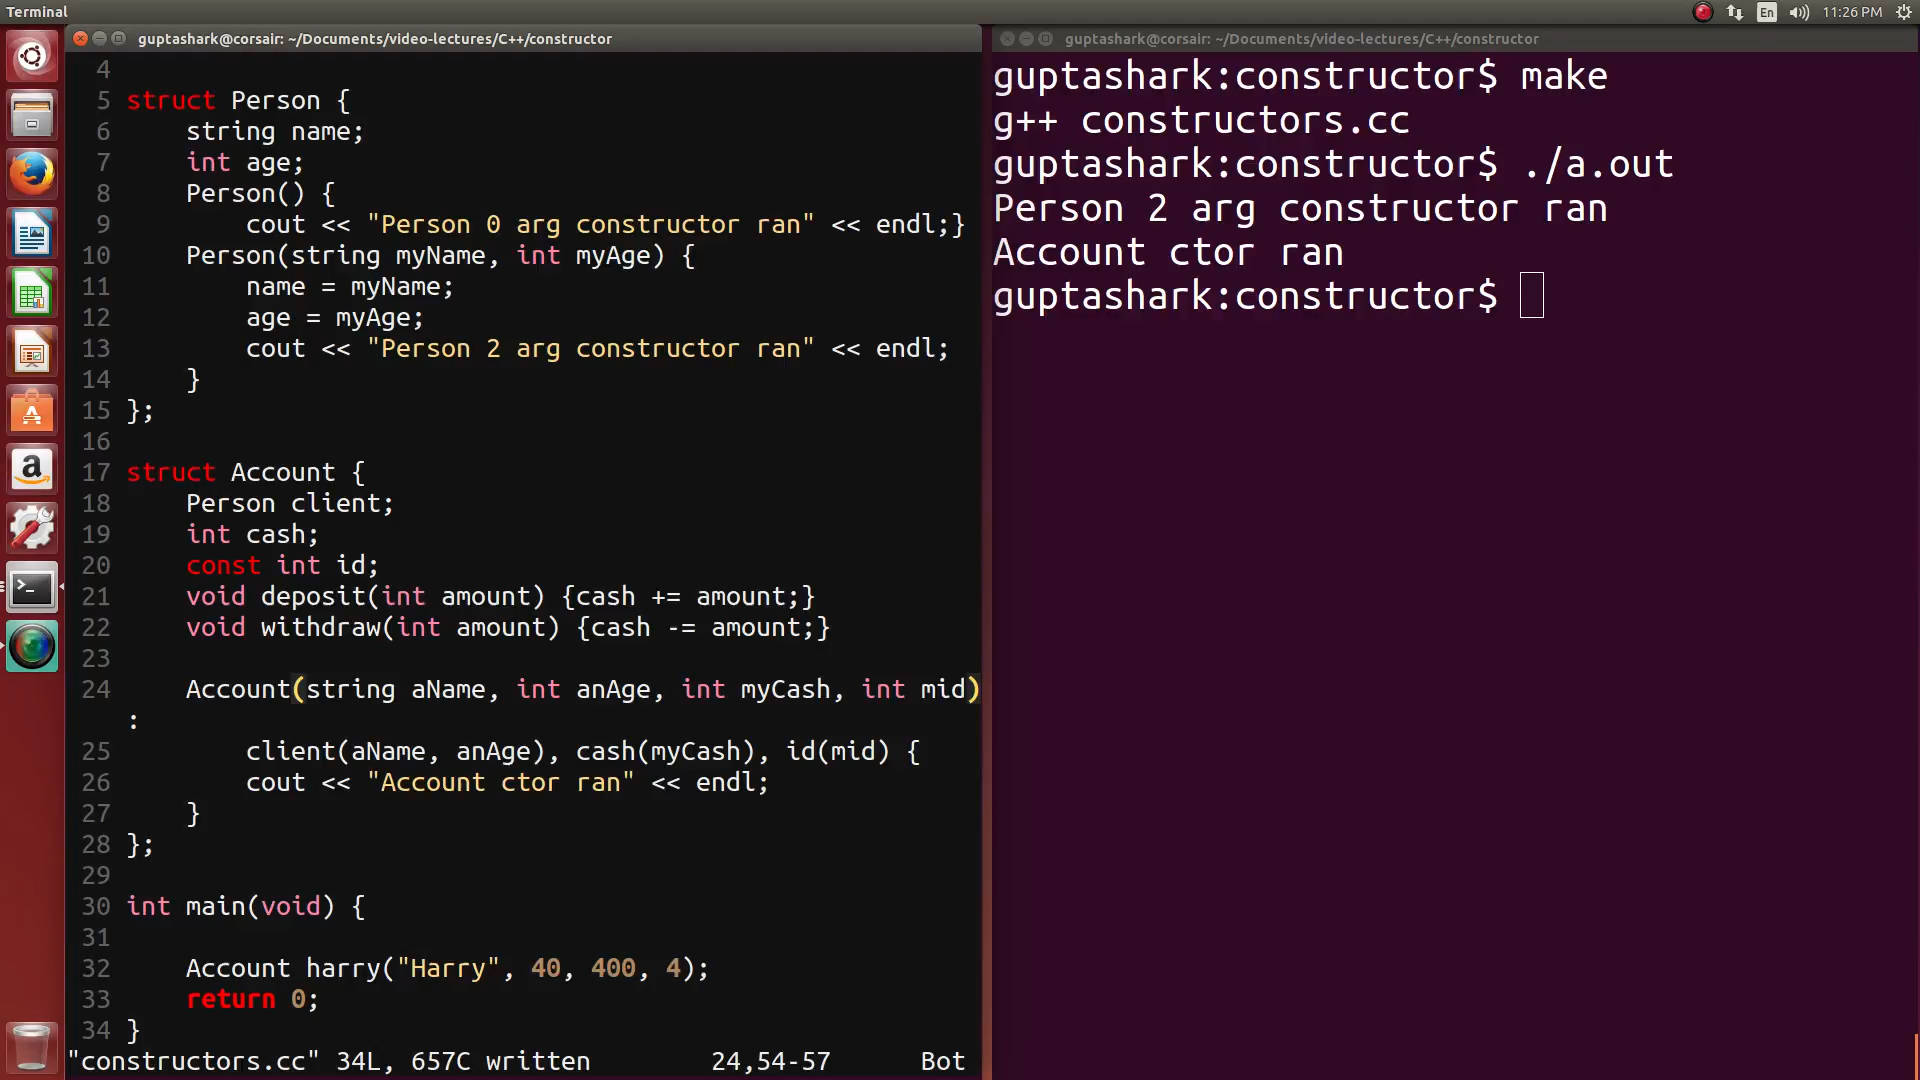 Terminal
En 11:26 PM
guptashark@corsair: ~/Documents/video-lectures/C++/constructor
4
5 struct Person {
6     string name;
7     int age;
8     Person() {
9         cout << "Person 0 arg constructor ran" << endl;}
10     Person(string myName, int myAge) {
11         name = myName;
12         age = myAge;
13         cout << "Person 2 arg constructor ran" << endl;
14     }
15 };
16
17 struct Account {
18     Person client;
19     int cash;
20     const int id;
21     void deposit(int amount) {cash += amount;}
22     void withdraw(int amount) {cash -= amount;}
23
24     Account(string aName, int anAge, int myCash, int mid)
:
25         client(aName, anAge), cash(myCash), id(mid) {
26         cout << "Account ctor ran" << endl;
27     }
28 };
29
30 int main(void) {
31
32     Account harry("Harry", 40, 400, 4);
33     return 0;
34 }
"constructors.cc" 34L, 657C written 24,54-57 Bot
guptashark@corsair: ~/Documents/video-lectures/C++/constructor
guptashark:constructor$ make
g++ constructors.cc
guptashark:constructor$ ./a.out
Person 2 arg constructor ran
Account ctor ran
guptashark:constructor$